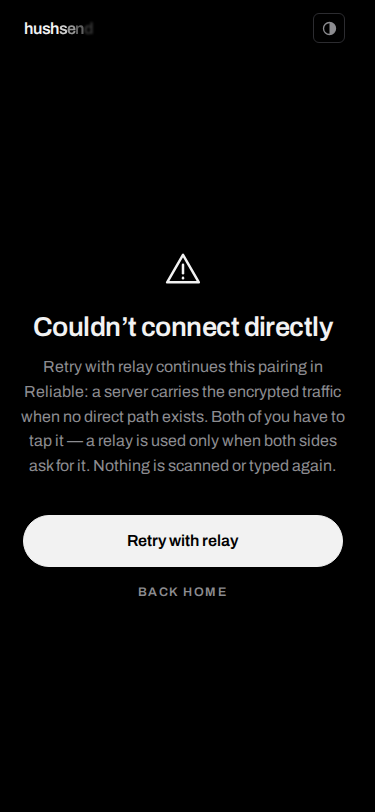 hushsend
Couldn’t connect directly
Retry with relay continues this pairing in
Reliable: a server carries the encrypted traffic
when no direct path exists. Both of you have to
tap it — a relay is used only when both sides
ask for it. Nothing is scanned or typed again.
Retry with relay
BACK HOME